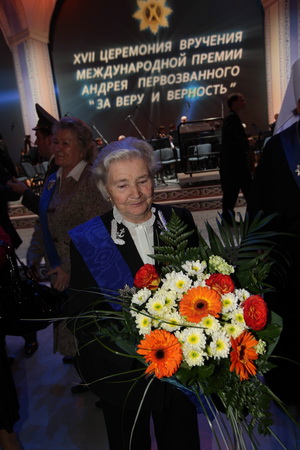 XVII ЦЕРЕМОНИЯ ВРУЧЕНИЯ
МЕЖДУНАРОДНОЙ ПРЕМИИ
АНДРЕЯ ПЕРВОЗВАННОГО
"ЗА ВЕРУ И ВЕРНОСТЬ"